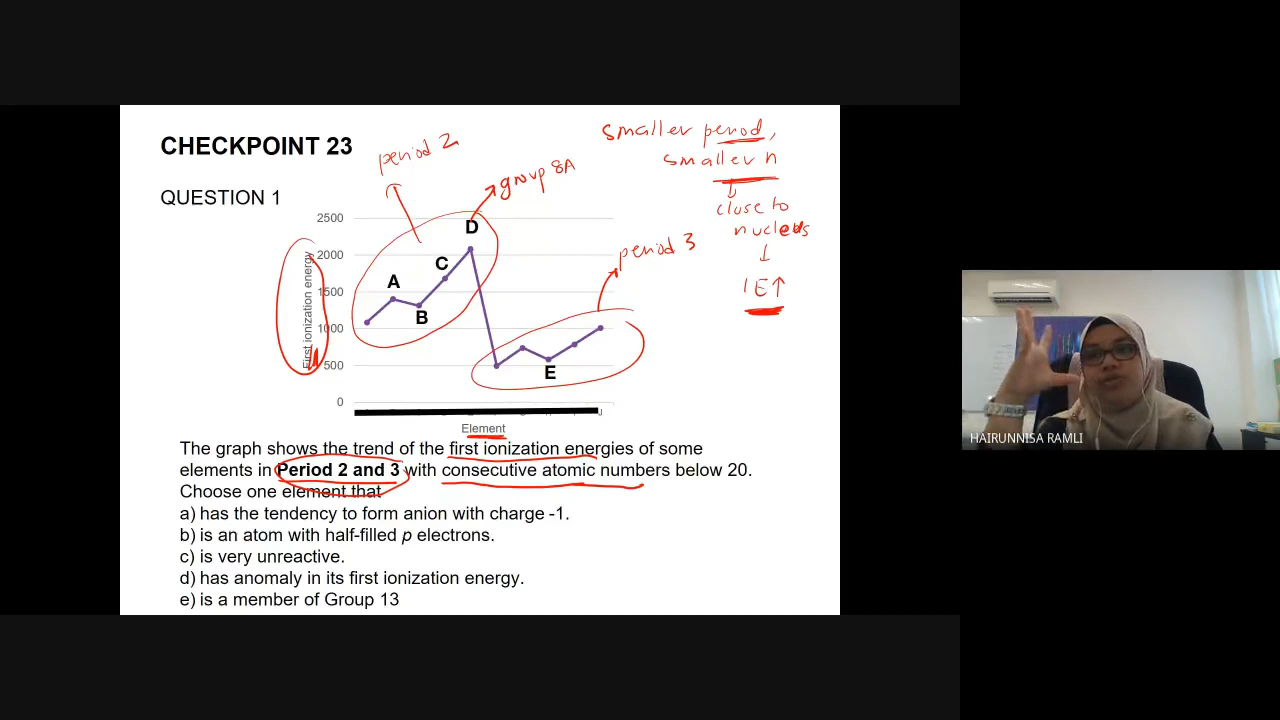 CHECKPOINT 23
QUESTION 1
period 2
group 8A
period 3
smaller period,
smaller n
close to
nucleus
IE↑
2500
2000
1500
1000
500
0
First ionization energy
A
B
C
D
E
J
Element
The graph shows the trend of the first ionization energies of some
elements in Period 2 and 3 with consecutive atomic numbers below 20.
Choose one element that
a) has the tendency to form anion with charge -1.
b) is an atom with half-filled p electrons.
c) is very unreactive.
d) has anomaly in its first ionization energy.
e) is a member of Group 13
HAIRUNNISA RAMLI